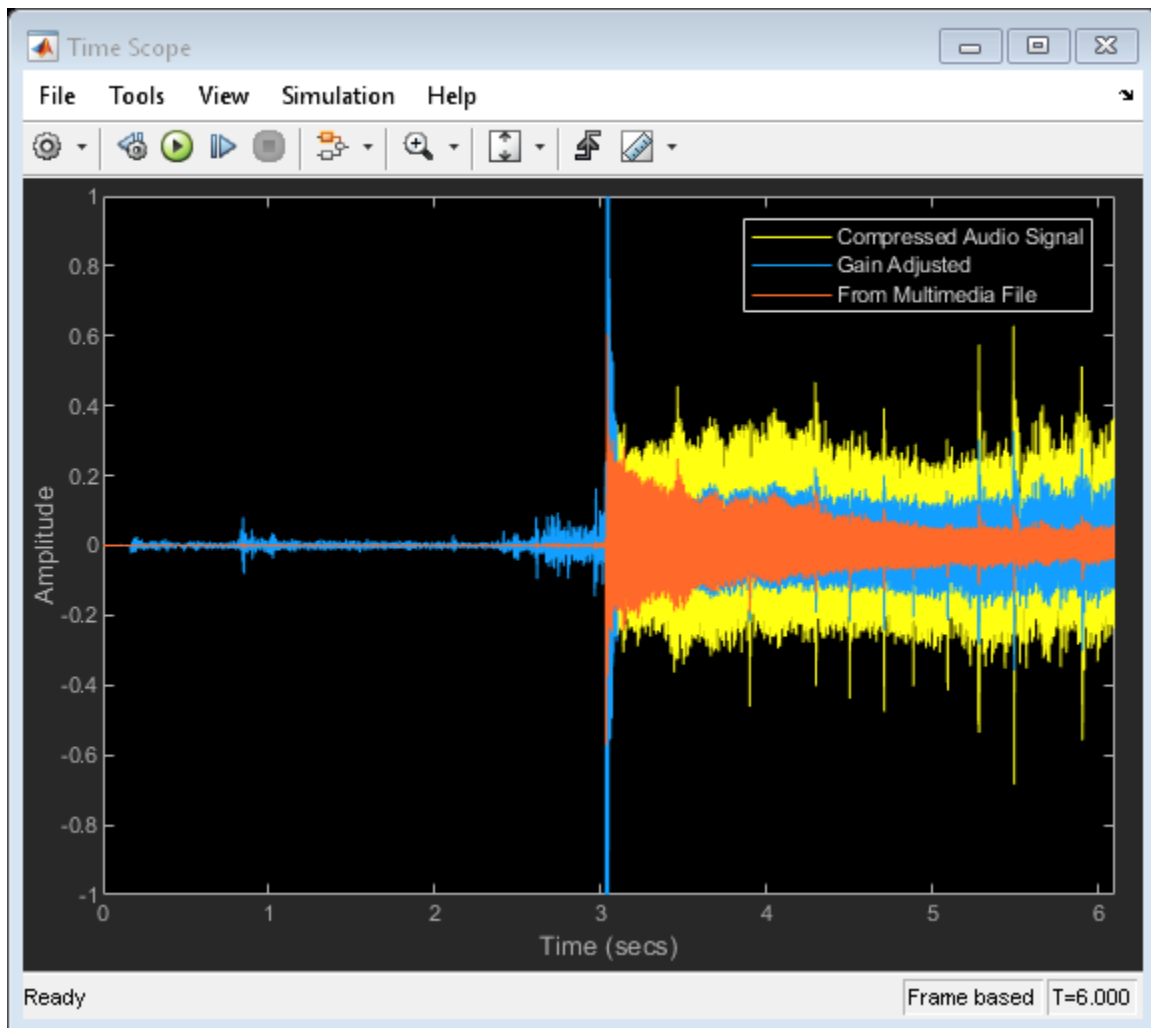 Time Scope
File Tools View Simulation Help
Compressed Audio Signal
Gain Adjusted
From Multimedia File
1
0.8
0.6
0.4
0.2
0
-0.2
-0.4
-0.6
-0.8
-1
Amplitude
0 1 2 3 4 5 6
Time (secs)
Ready Frame based T=6.000